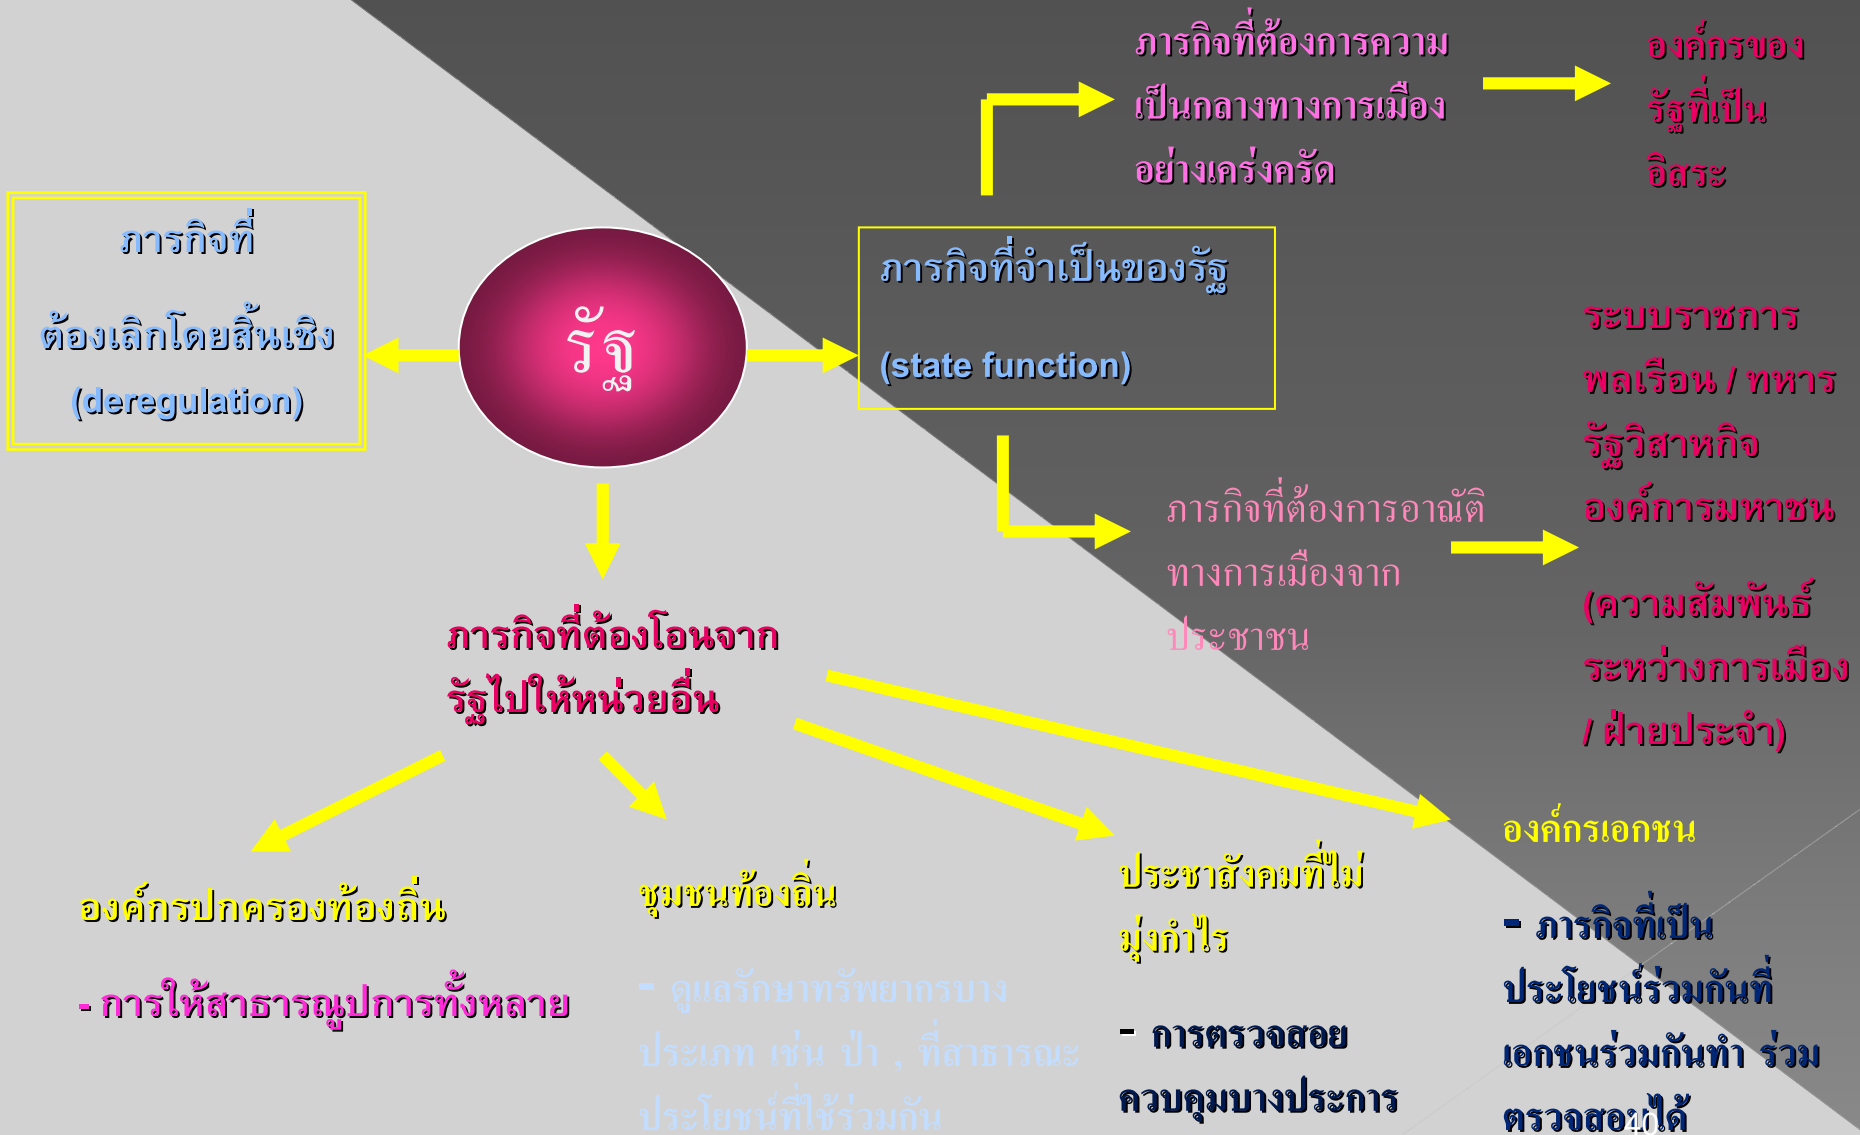 ภารกิจที่ต้องการความ
เป็นกลางทางการเมือง
อย่างเคร่งครัด
องค์กรของ
รัฐที่เป็น
อิสระ
ภารกิจที่
ต้องเลิกโดยสิ้นเชิง
(deregulation)
รัฐ
ภารกิจที่จำเป็นของรัฐ
(state function)
ระบบราชการ
พลเรือน / ทหาร
รัฐวิสาหกิจ
องค์การมหาชน
(ความสัมพันธ์
ระหว่างการเมือง
/ ฝ่ายประจำ)
ภารกิจที่ต้องการอาณัติ
ทางการเมืองจาก
ประชาชน
ภารกิจที่ต้องโอนจาก
รัฐไปให้หน่วยอื่น
องค์กรปกครองท้องถิ่น
- การให้สาธารณูปการทั้งหลาย
ชุมชนท้องถิ่น
- ดูแลรักษาทรัพยากรบาง
ประเภท เช่น ป่า , ที่สาธารณะ
ประโยชน์ที่ใช้ร่วมกัน
ประชาสังคมที่ไม่
มุ่งกำไร
- การตรวจสอย
ควบคุมบางประการ
องค์กรเอกชน
- ภารกิจที่เป็น
ประโยชน์ร่วมกันที่
เอกชนร่วมกันทำ ร่วม
ตรวจสอบได้
40